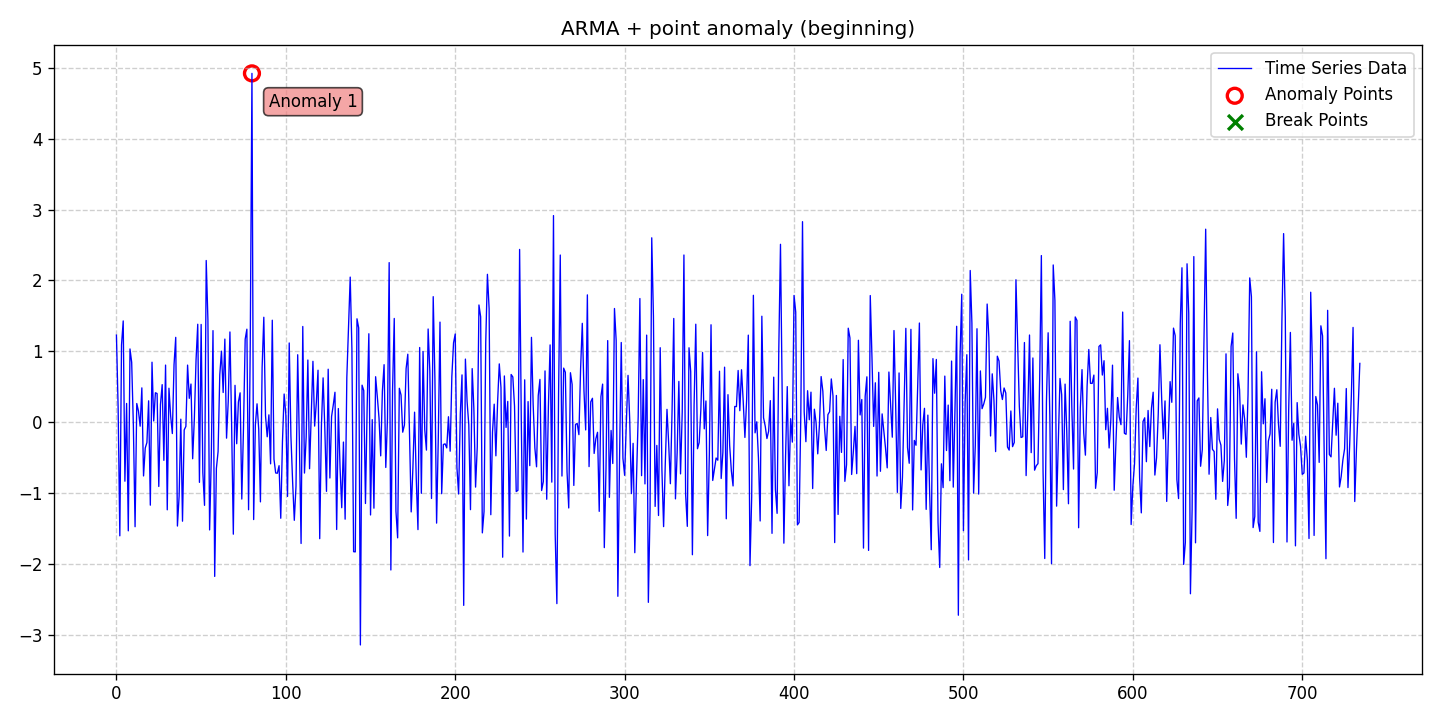 ARMA + point anomaly (beginning)
Time Series Data
Anomaly Points
Break Points
Anomaly 1
5
4
3
2
1
0
−1
−2
−3
0 100 200 300 400 500 600 700